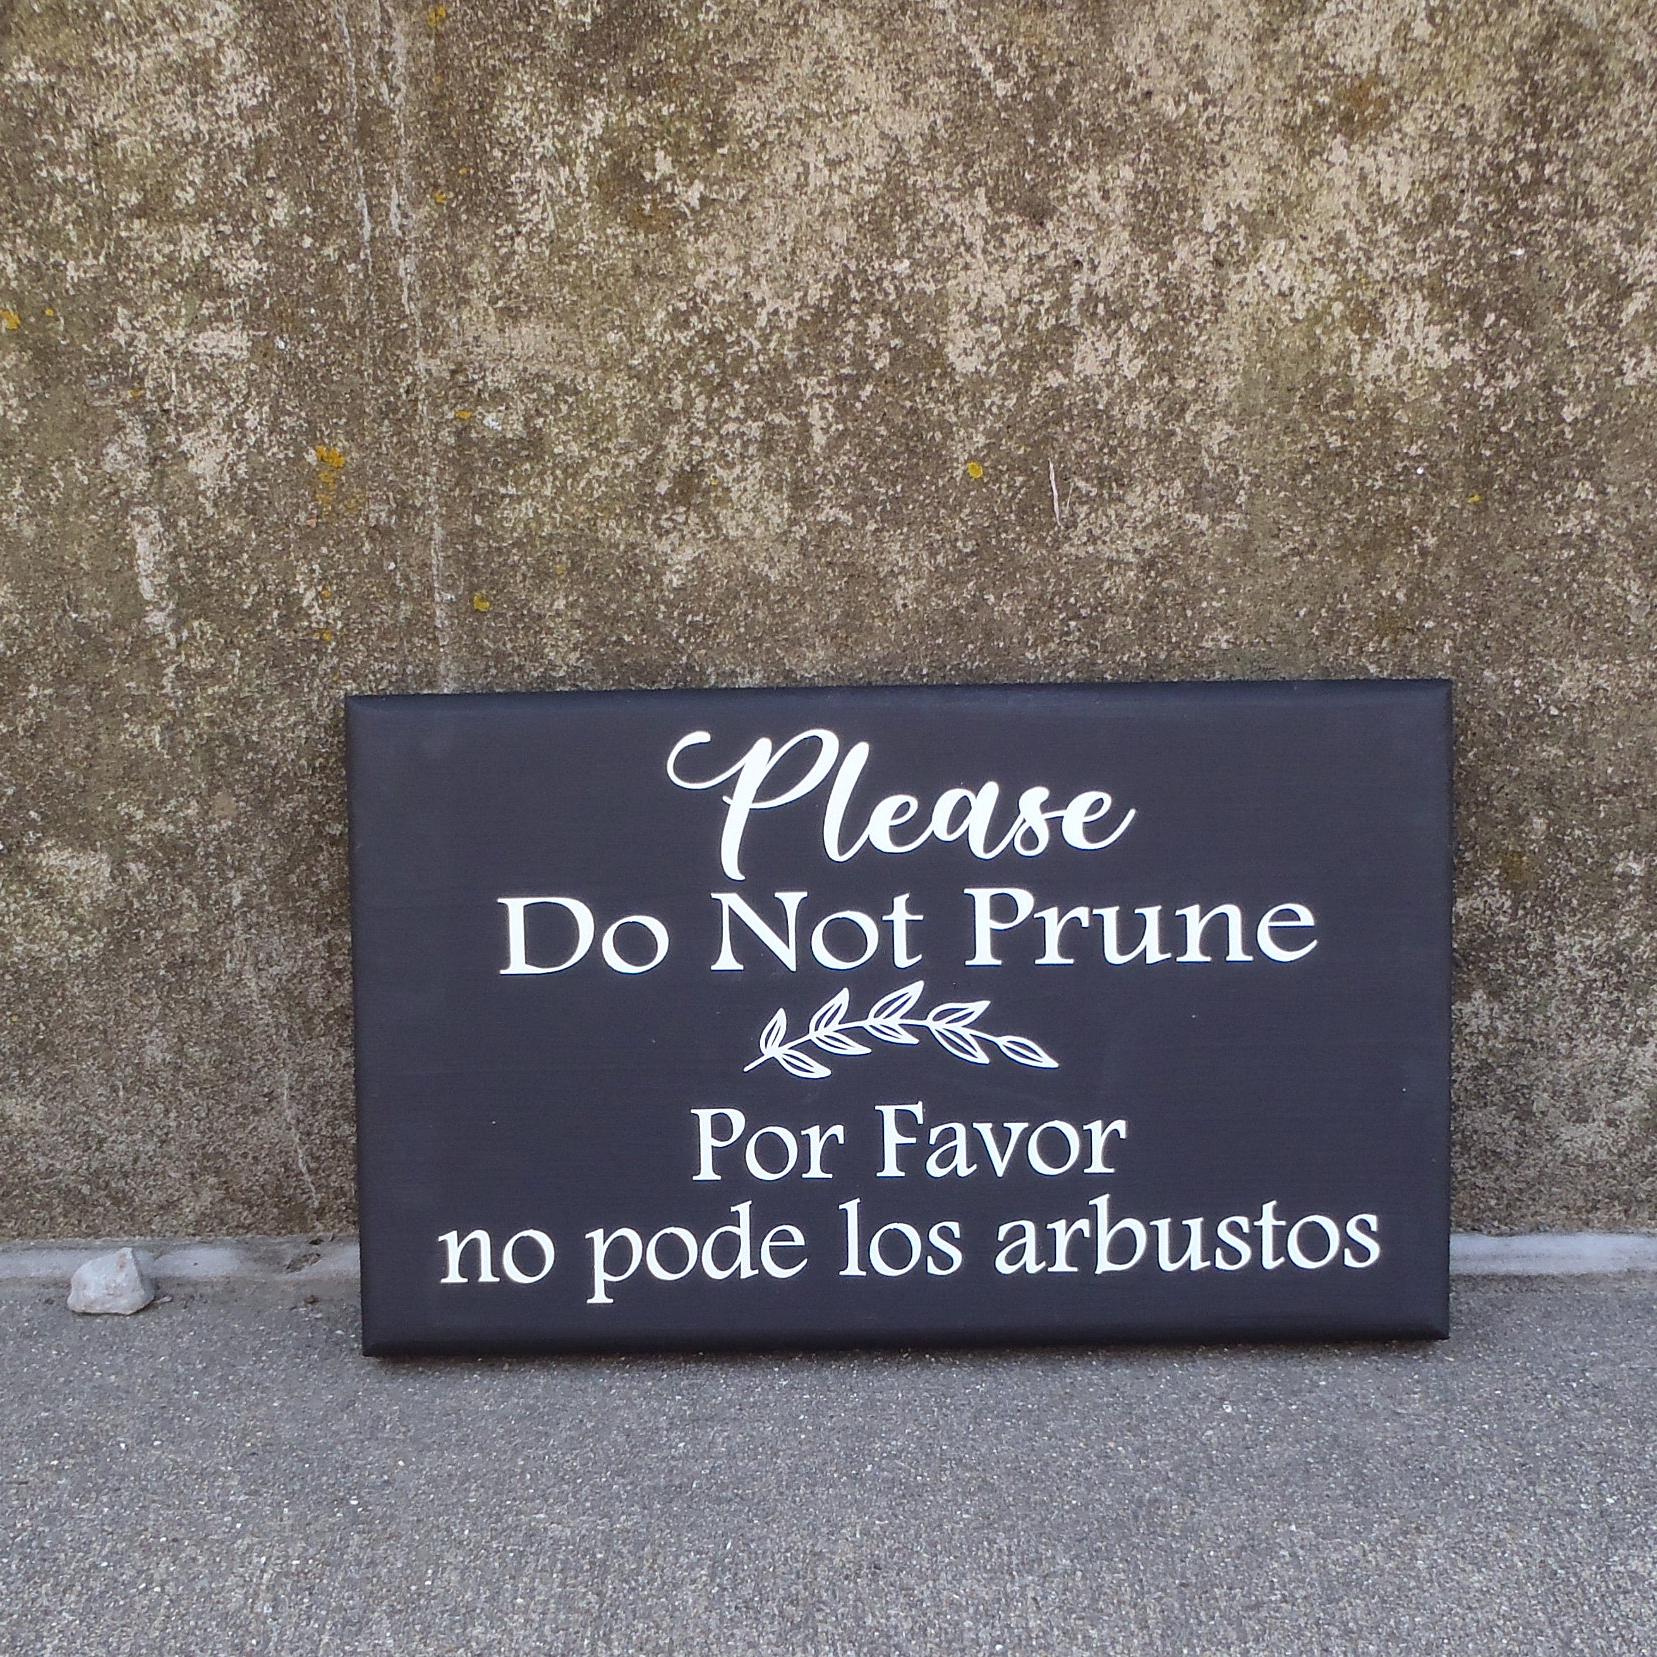 Please
Do Not Prune
Por Favor
no pode los arbustos